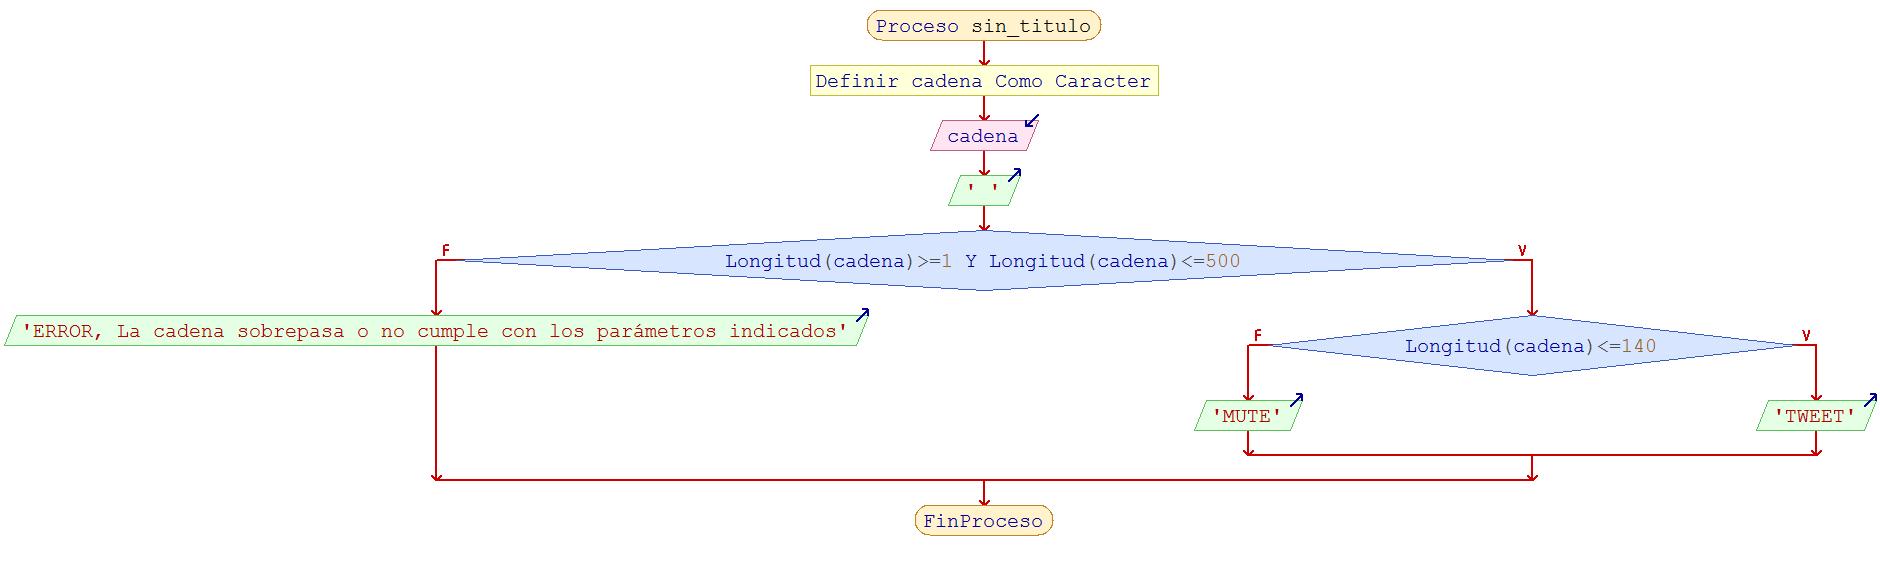 Proceso sin_titulo
Definir cadena Como Caracter
cadena
' '
F
V
Longitud(cadena)>=1 Y Longitud(cadena)<=500
'ERROR, La cadena sobrepasa o no cumple con los parámetros indicados'
F
V
Longitud(cadena)<=140
'MUTE'
'TWEET'
FinProceso